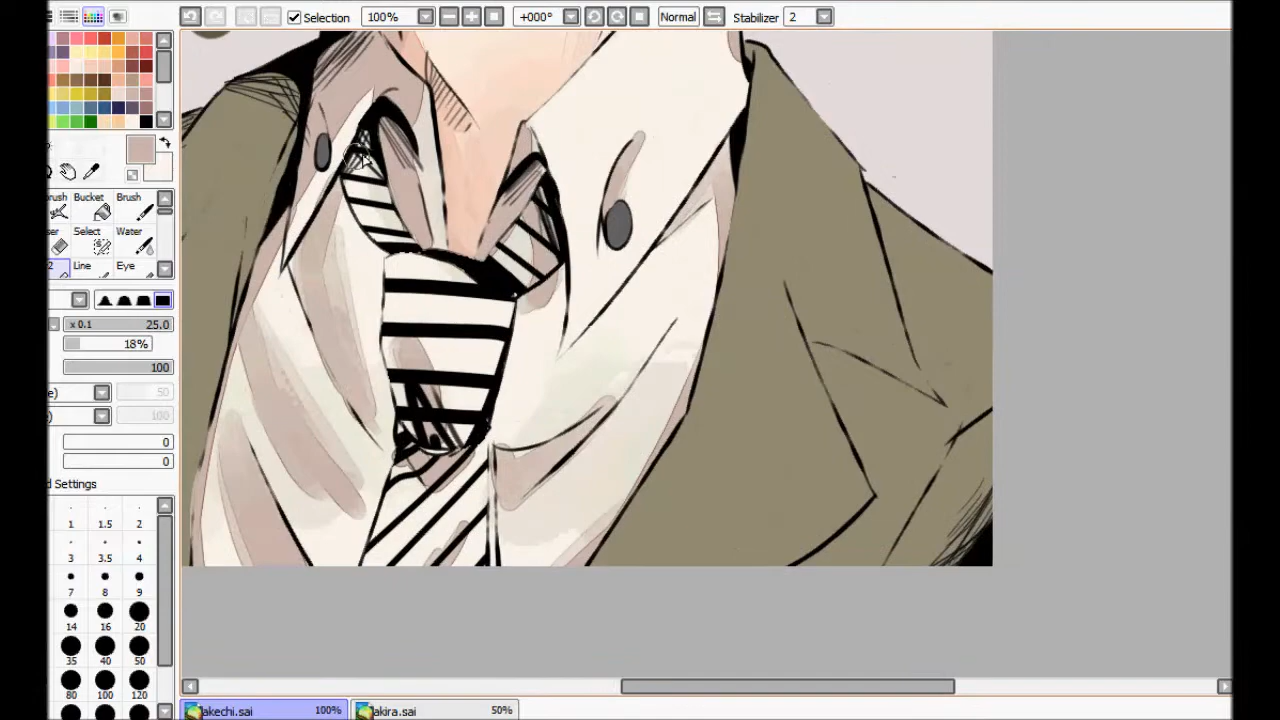 Selection 100% +000° Normal Stabilizer 2
Bucket Brush
Select Water
Line Eye
x 0.1 25.0
18%
100
50
100
0
0
Settings
1 1.5 2
3 3.5 4
7 8 9
14 16 20
35 40 50
80 100 120
akechi.sai 100% akira.sai 50%